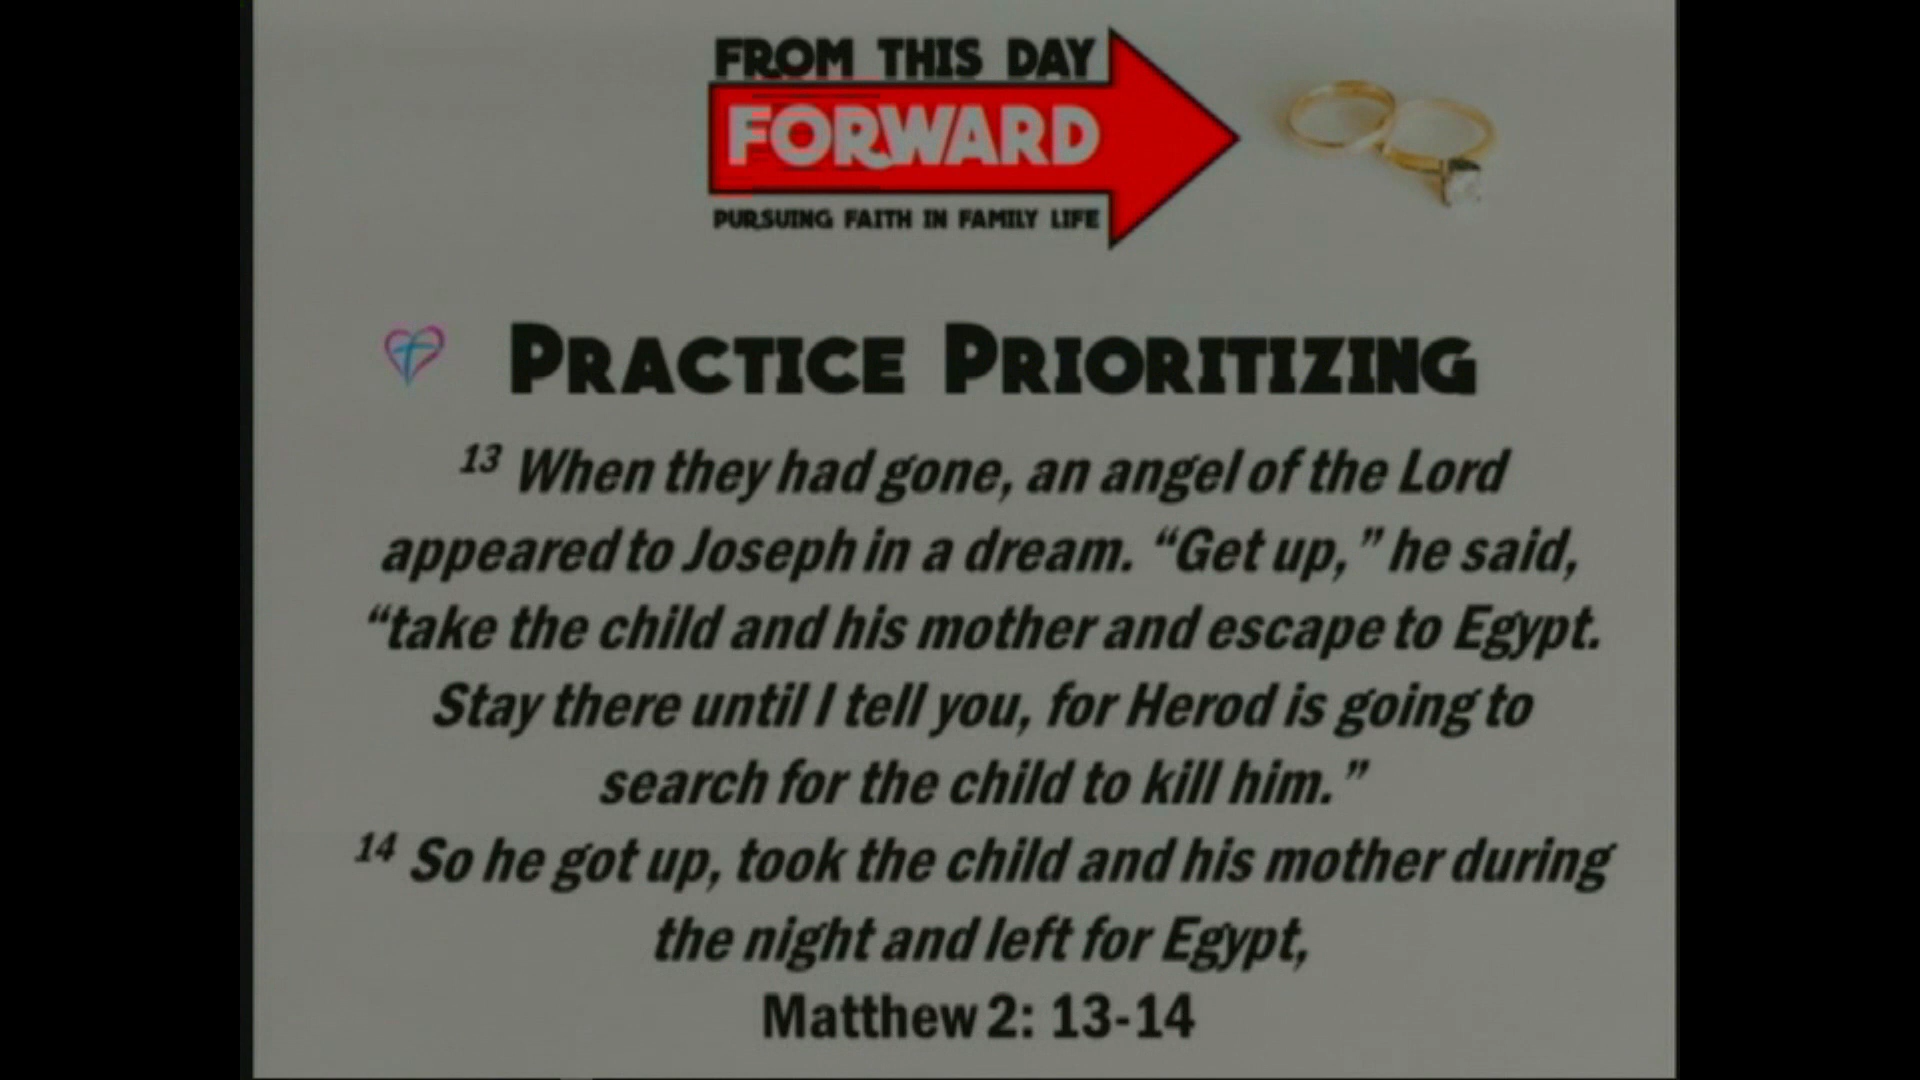 FROM THIS DAY
FORWARD
PURSUING FAITH IN FAMILY LIFE
PRACTICE PRIORITIZING
13 When they had gone, an angel of the Lord
appeared to Joseph in a dream. “Get up,” he said,
“take the child and his mother and escape to Egypt.
Stay there until I tell you, for Herod is going to
search for the child to kill him.”
14 So he got up, took the child and his mother during
the night and left for Egypt,
Matthew 2: 13-14